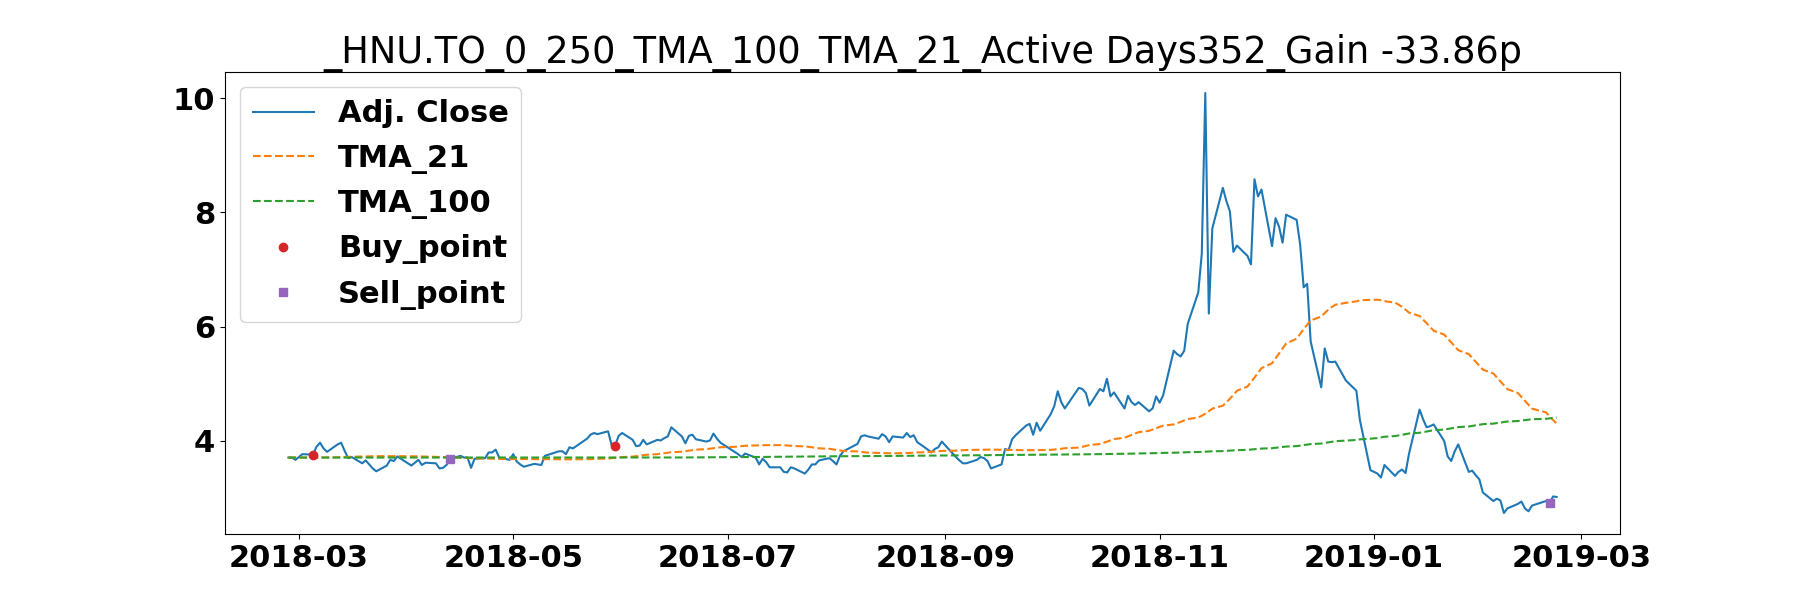 _HNU.TO_0_250_TMA_100_TMA_21_Active Days352_Gain -33.86p
Adj. Close
TMA_21
TMA_100
Buy_point
Sell_point
10
8
6
4
2018-03 2018-05 2018-07 2018-09 2018-11 2019-01 2019-03